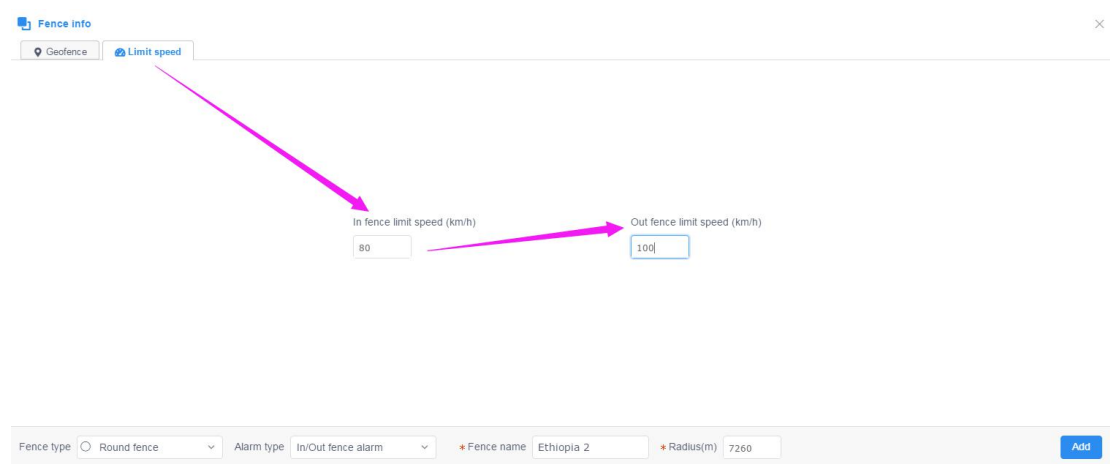 Fence info
Geofence Limit speed
In fence limit speed (km/h) Out fence limit speed (km/h)
80 100
Fence type Round fence Alarm type In/Out fence alarm * Fence name Ethiopia 2 * Radius(m) 7260 Add